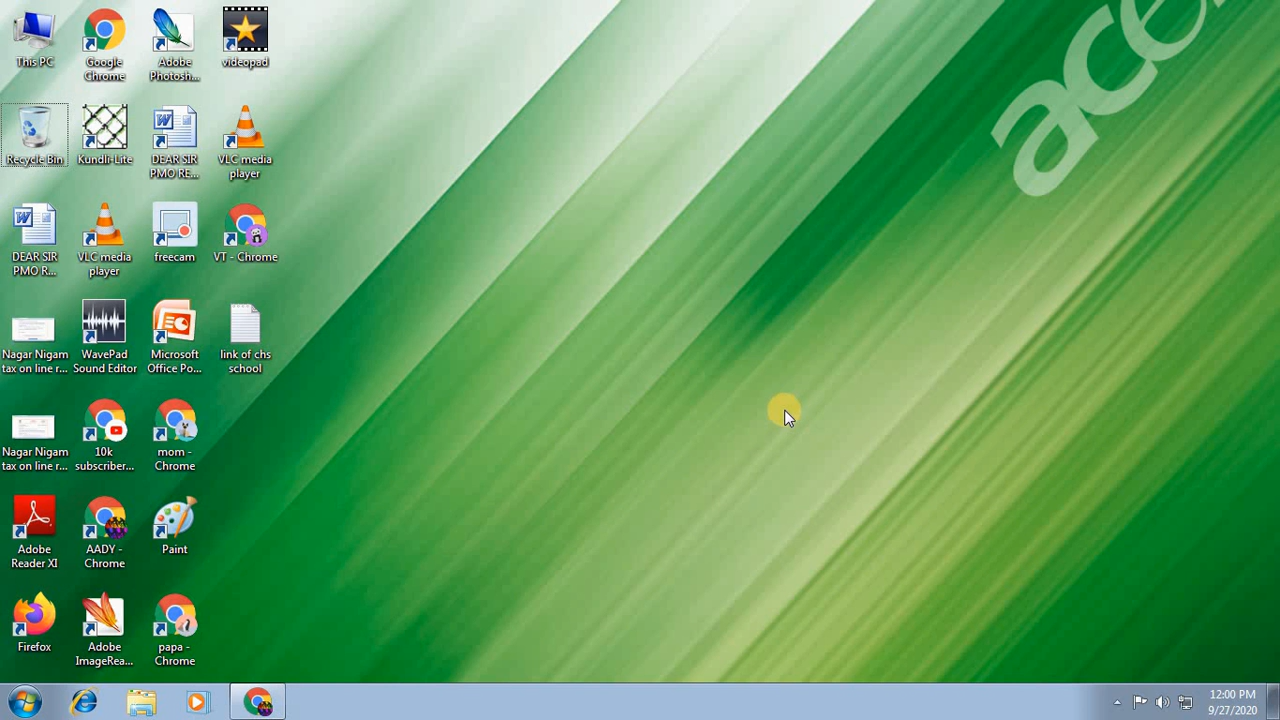 This PC
Google
Chrome
Adobe
Photosh...
videopad
acer
Recycle Bin
Kundli-Lite
DEAR SIR
PMO RE...
VLC media
player
DEAR SIR
PMO R...
VLC media
player
freecam
VT - Chrome
Nagar Nigam
tax on line r...
WavePad
Sound Editor
Microsoft
Office Po...
link of chs
school
Nagar Nigam
tax on line r...
10k
subscriber...
mom -
Chrome
Adobe
Reader XI
AADY -
Chrome
Paint
Firefox
Adobe
ImageRea...
papa -
Chrome
12:00 PM
9/27/2020